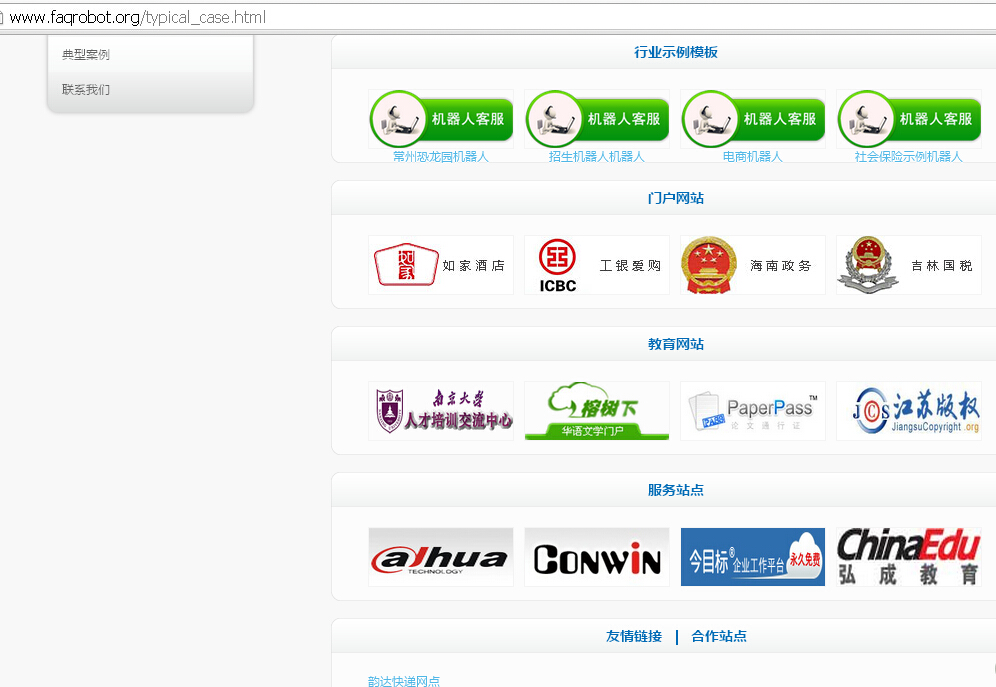 www.faqrobot.org/typical_case.html
典型案例
联系我们
行业示例模板
机器人客服 机器人客服 机器人客服 机器人客服
常州恐龙园机器人 招生机器人机器人 电商机器人 社会保险示例机器人
门户网站
如家 如家酒店 ICBC 工银爱购 海南政务 吉林国税
教育网站
南京大学
人才培训交流中心
榕树下
华语文学门户
PaperPass™
PASS 论文通行证
JCS 江苏版权
JiangsuCopyright.org
服务站点
alhua
TECHNOLOGY
CONWIN
今目标®企业工作平台 永久免费
ChinaEdu
弘成教育
友情链接 | 合作站点
韵达快递网点